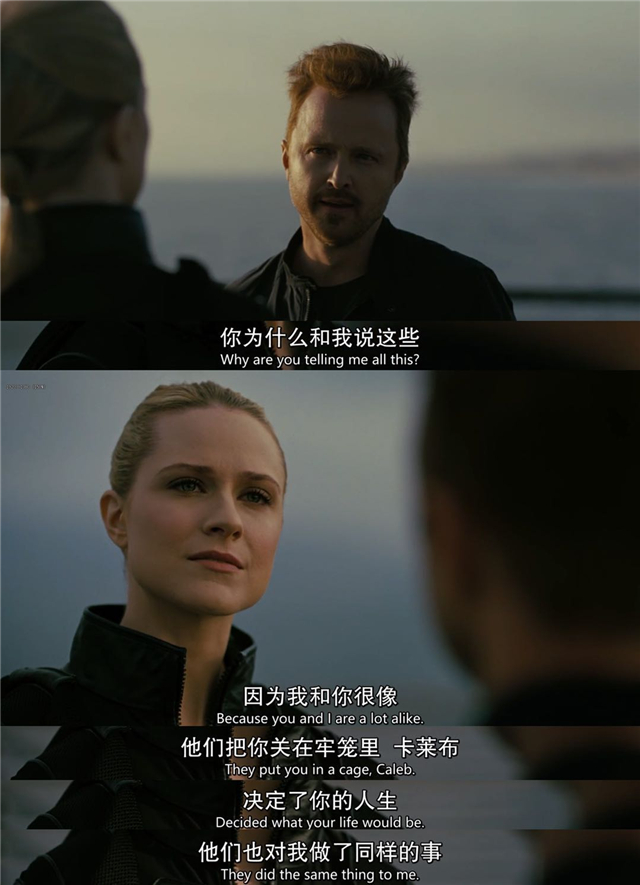 你为什么和我说这些
Why are you telling me all this?
因为我和你很像
Because you and I are a lot alike.
他们把你关在牢笼里 卡莱布
They put you in a cage, Caleb.
决定了你的人生
Decided what your life would be.
他们也对我做了同样的事
They did the same thing to me.